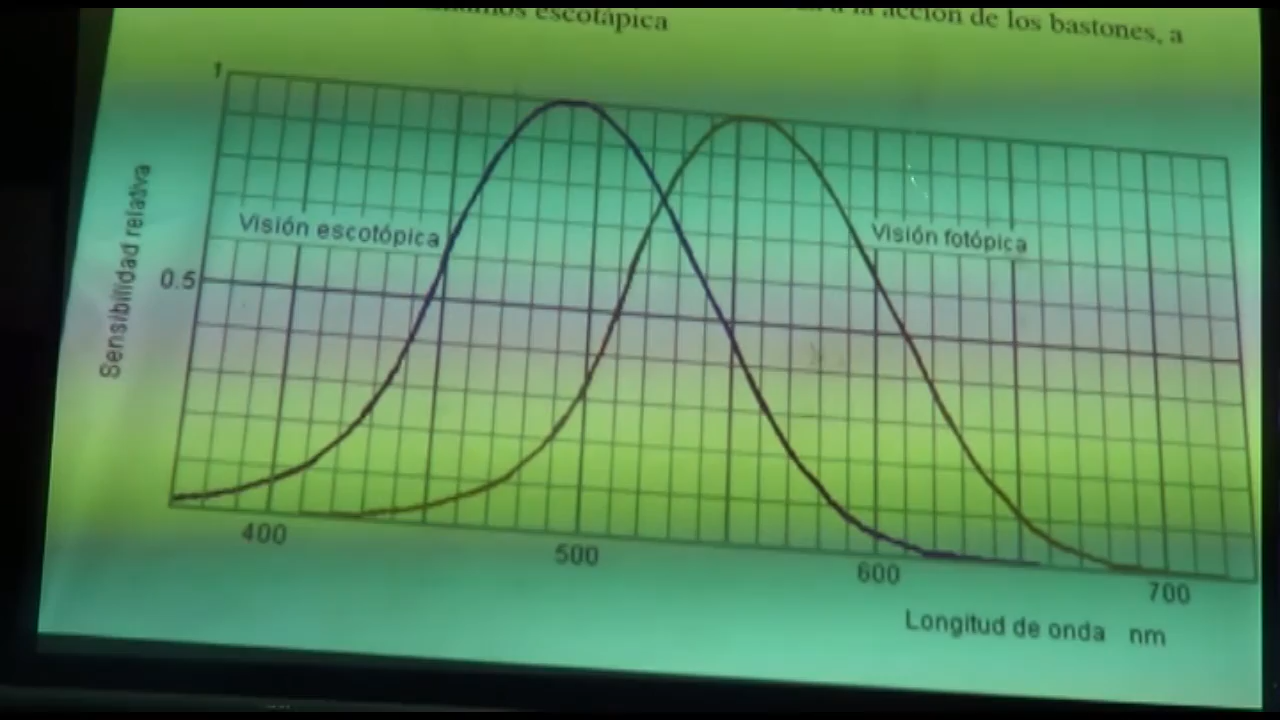 escotápica
a la acción de los bastones, a
1
Sensibilidad relativa
Visión escotópica
Visión fotópica
0.5
400
500
600
700
Longitud de onda nm